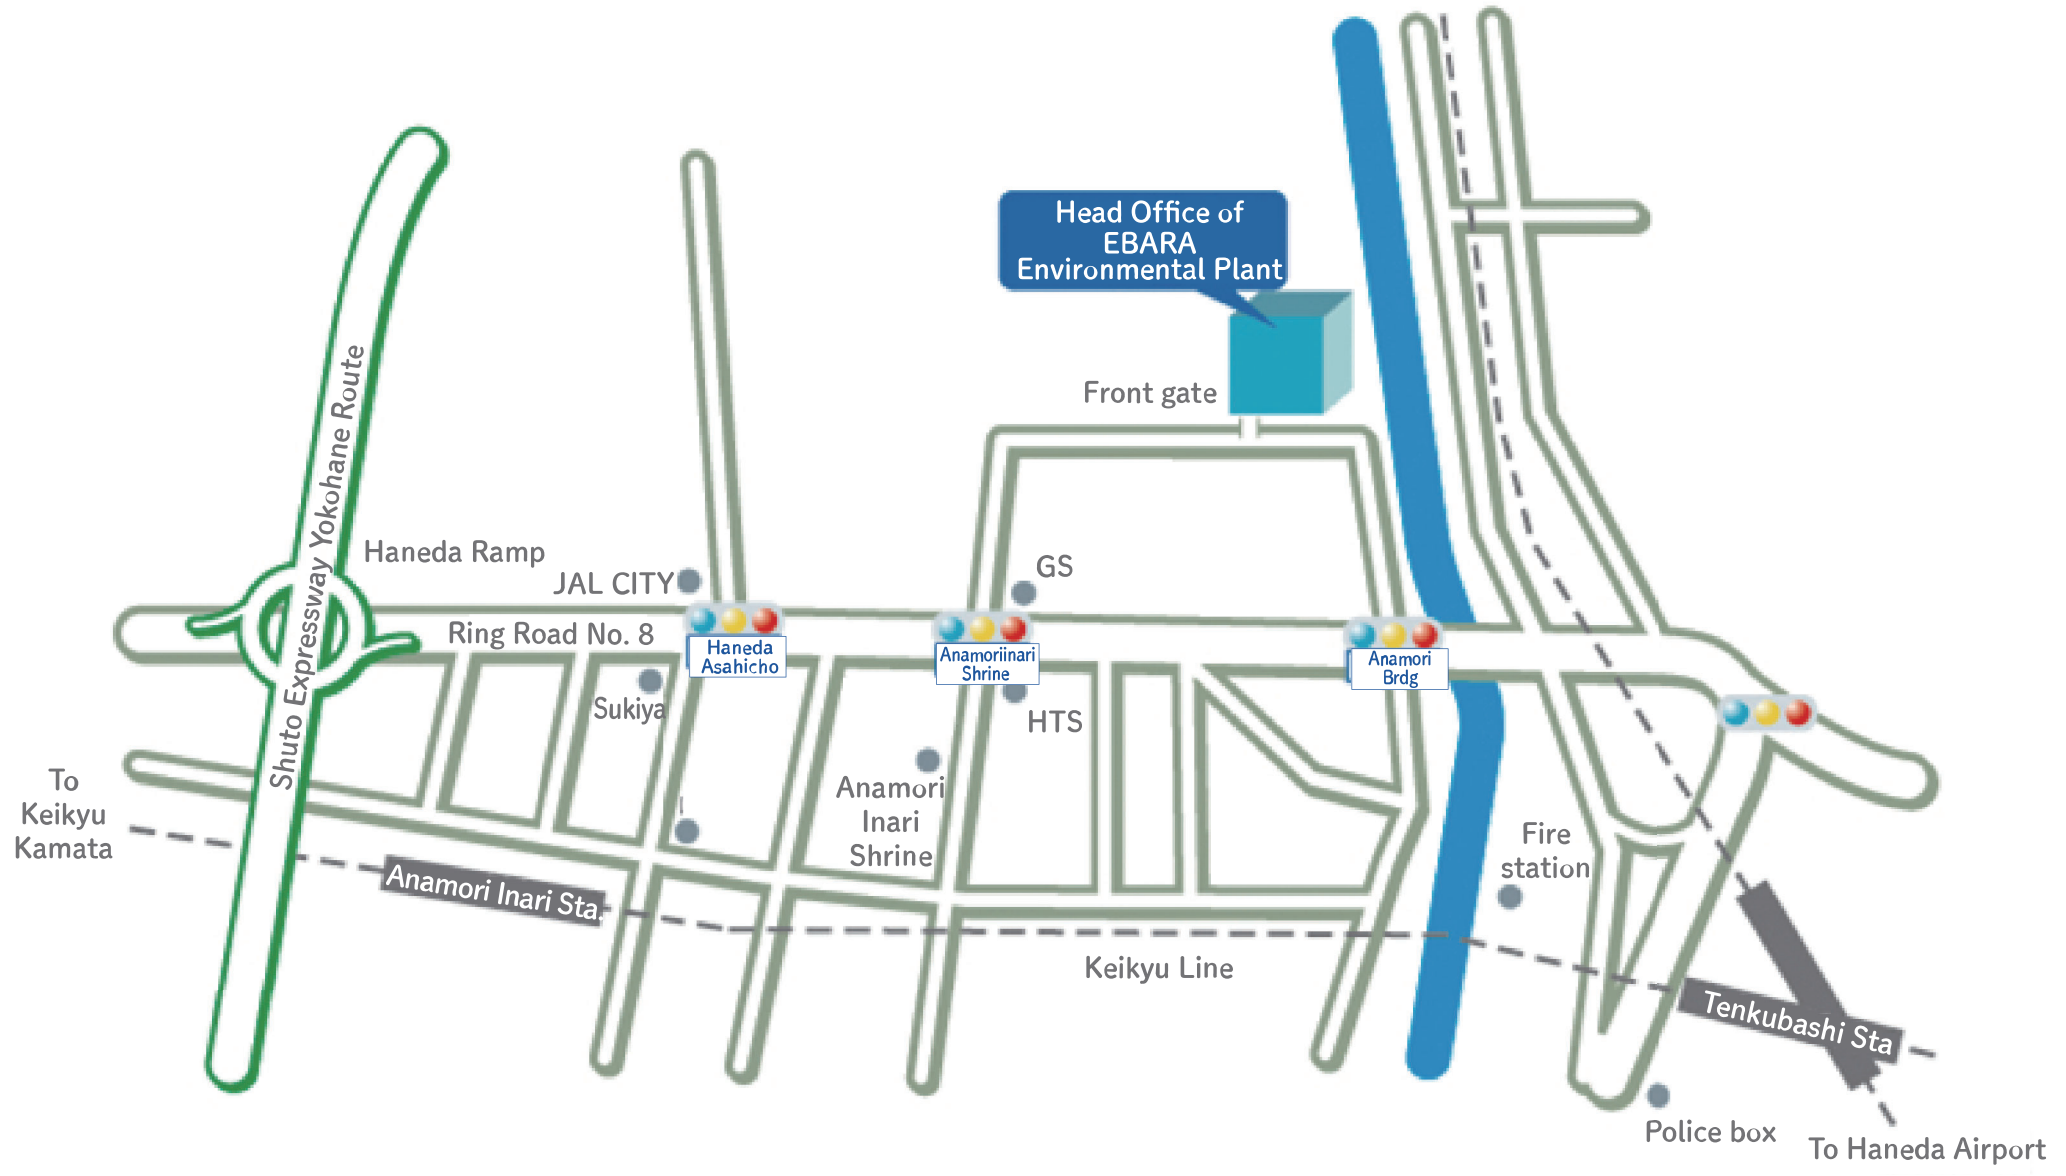 Head Office of
EBARA
Environmental Plant
Front gate
Shuto Expressway Yokohane Route
Haneda Ramp
JAL CITY
GS
Ring Road No. 8
Haneda
Asahicho
Anamoriinari
Shrine
Anamori
Brdg
Sukiya
HTS
Anamori
Inari
Shrine
To
Keikyu
Kamata
Anamori Inari Sta.
Fire
station
Keikyu Line
Tenkubashi Sta
Police box
To Haneda Airport